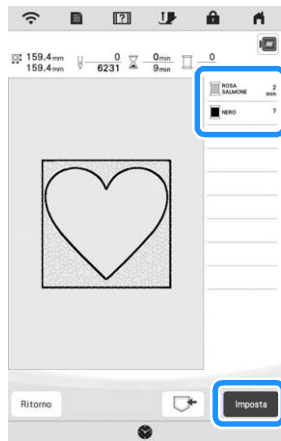 159.4mm 0 0min 0
159.4mm 6231 9min
ROSA 2
SALMONE min
NERO 7
Ritorno
Imposta